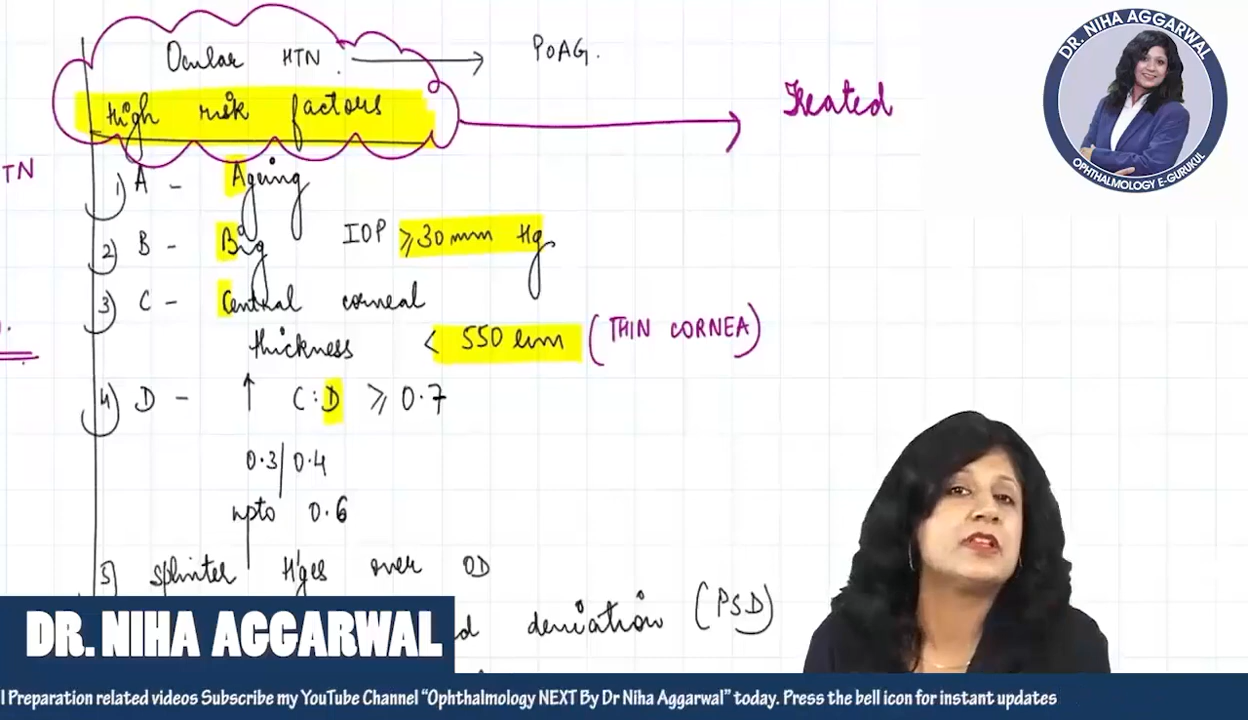 Ocular HTN. → POAG.
High risk factors → Treated
TN
1) A - Ageing
2) B - Big IOP ⩾30 mm Hg
3) C - Central corneal
thickness < 550 um (THIN CORNEA)
4) D - ↑ C:D ⩾ 0.7
0.3/0.4
upto 0.6
5) splinter H'ges over OD
deviation (PSD)
DR. NIHA AGGARWAL
OPHTHALMOLOGY E-GURUKUL
DR. NIHA AGGARWAL
l Preparation related videos Subscribe my YouTube Channel “Ophthalmology NEXT By Dr Niha Aggarwal” today. Press the bell icon for instant updates